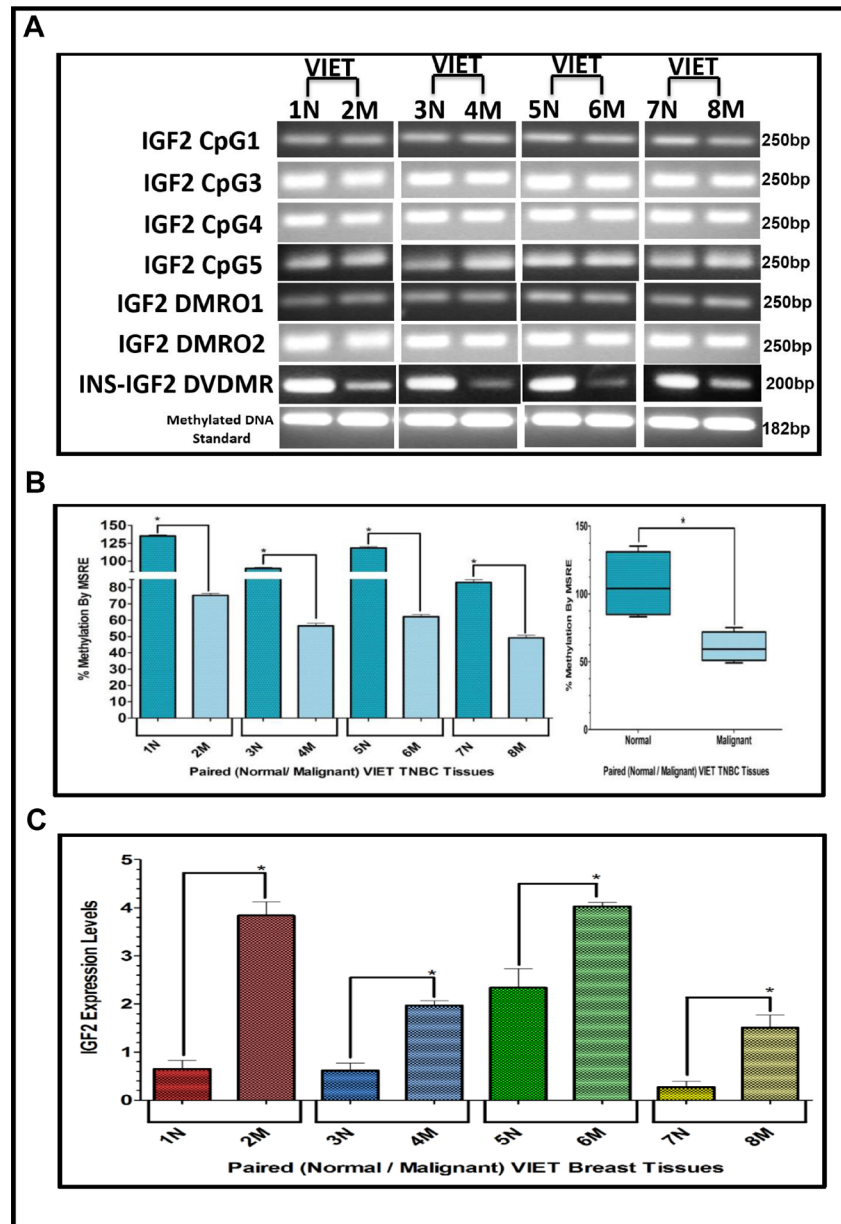 A
VIET VIET VIET VIET
1N 2M 3N 4M 5N 6M 7N 8M
IGF2 CpG1 250bp
IGF2 CpG3 250bp
IGF2 CpG4 250bp
IGF2 CpG5 250bp
IGF2 DMRO1 250bp
IGF2 DMRO2 250bp
INS-IGF2 DVDMR 200bp
Methylated DNA
Standard 182bp
B
% Methylation By MSRE
150
125
100
80
70
60
50
40
30
20
10
0
* * * *
1N 2M 3N 4M 5N 6M 7N 8M
Paired (Normal/ Malignant) VIET TNBC Tissues
% Methylation By MSRE
150
100
50
0
*
Normal Malignant
Paired (Normal / Malignant) VIET TNBC Tissues
C
IGF2 Expression Levels
5
4
3
2
1
0
* * * *
1N 2M 3N 4M 5N 6M 7N 8M
Paired (Normal / Malignant) VIET Breast Tissues